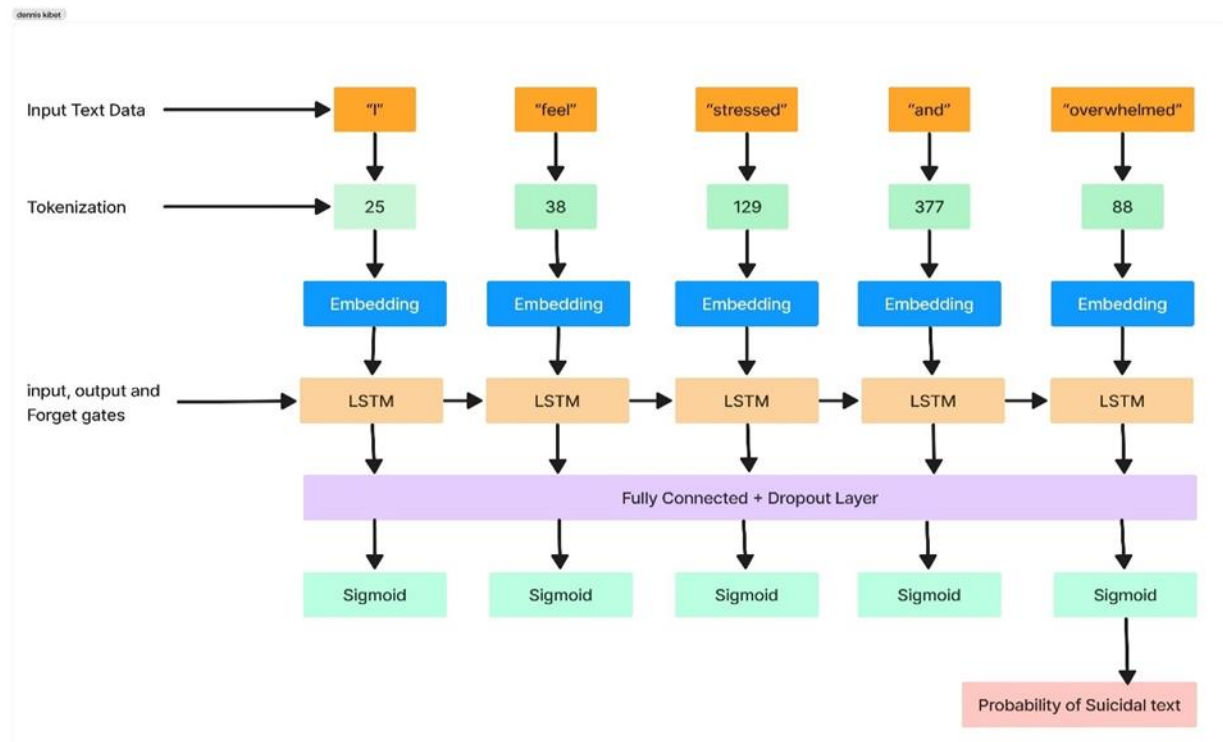 dennis kibet
Input Text Data
“I”
“feel”
“stressed”
“and”
“overwhelmed”
Tokenization
25
38
129
377
88
Embedding
Embedding
Embedding
Embedding
Embedding
input, output and
Forget gates
LSTM
LSTM
LSTM
LSTM
LSTM
Fully Connected + Dropout Layer
Sigmoid
Sigmoid
Sigmoid
Sigmoid
Sigmoid
Probability of Suicidal text